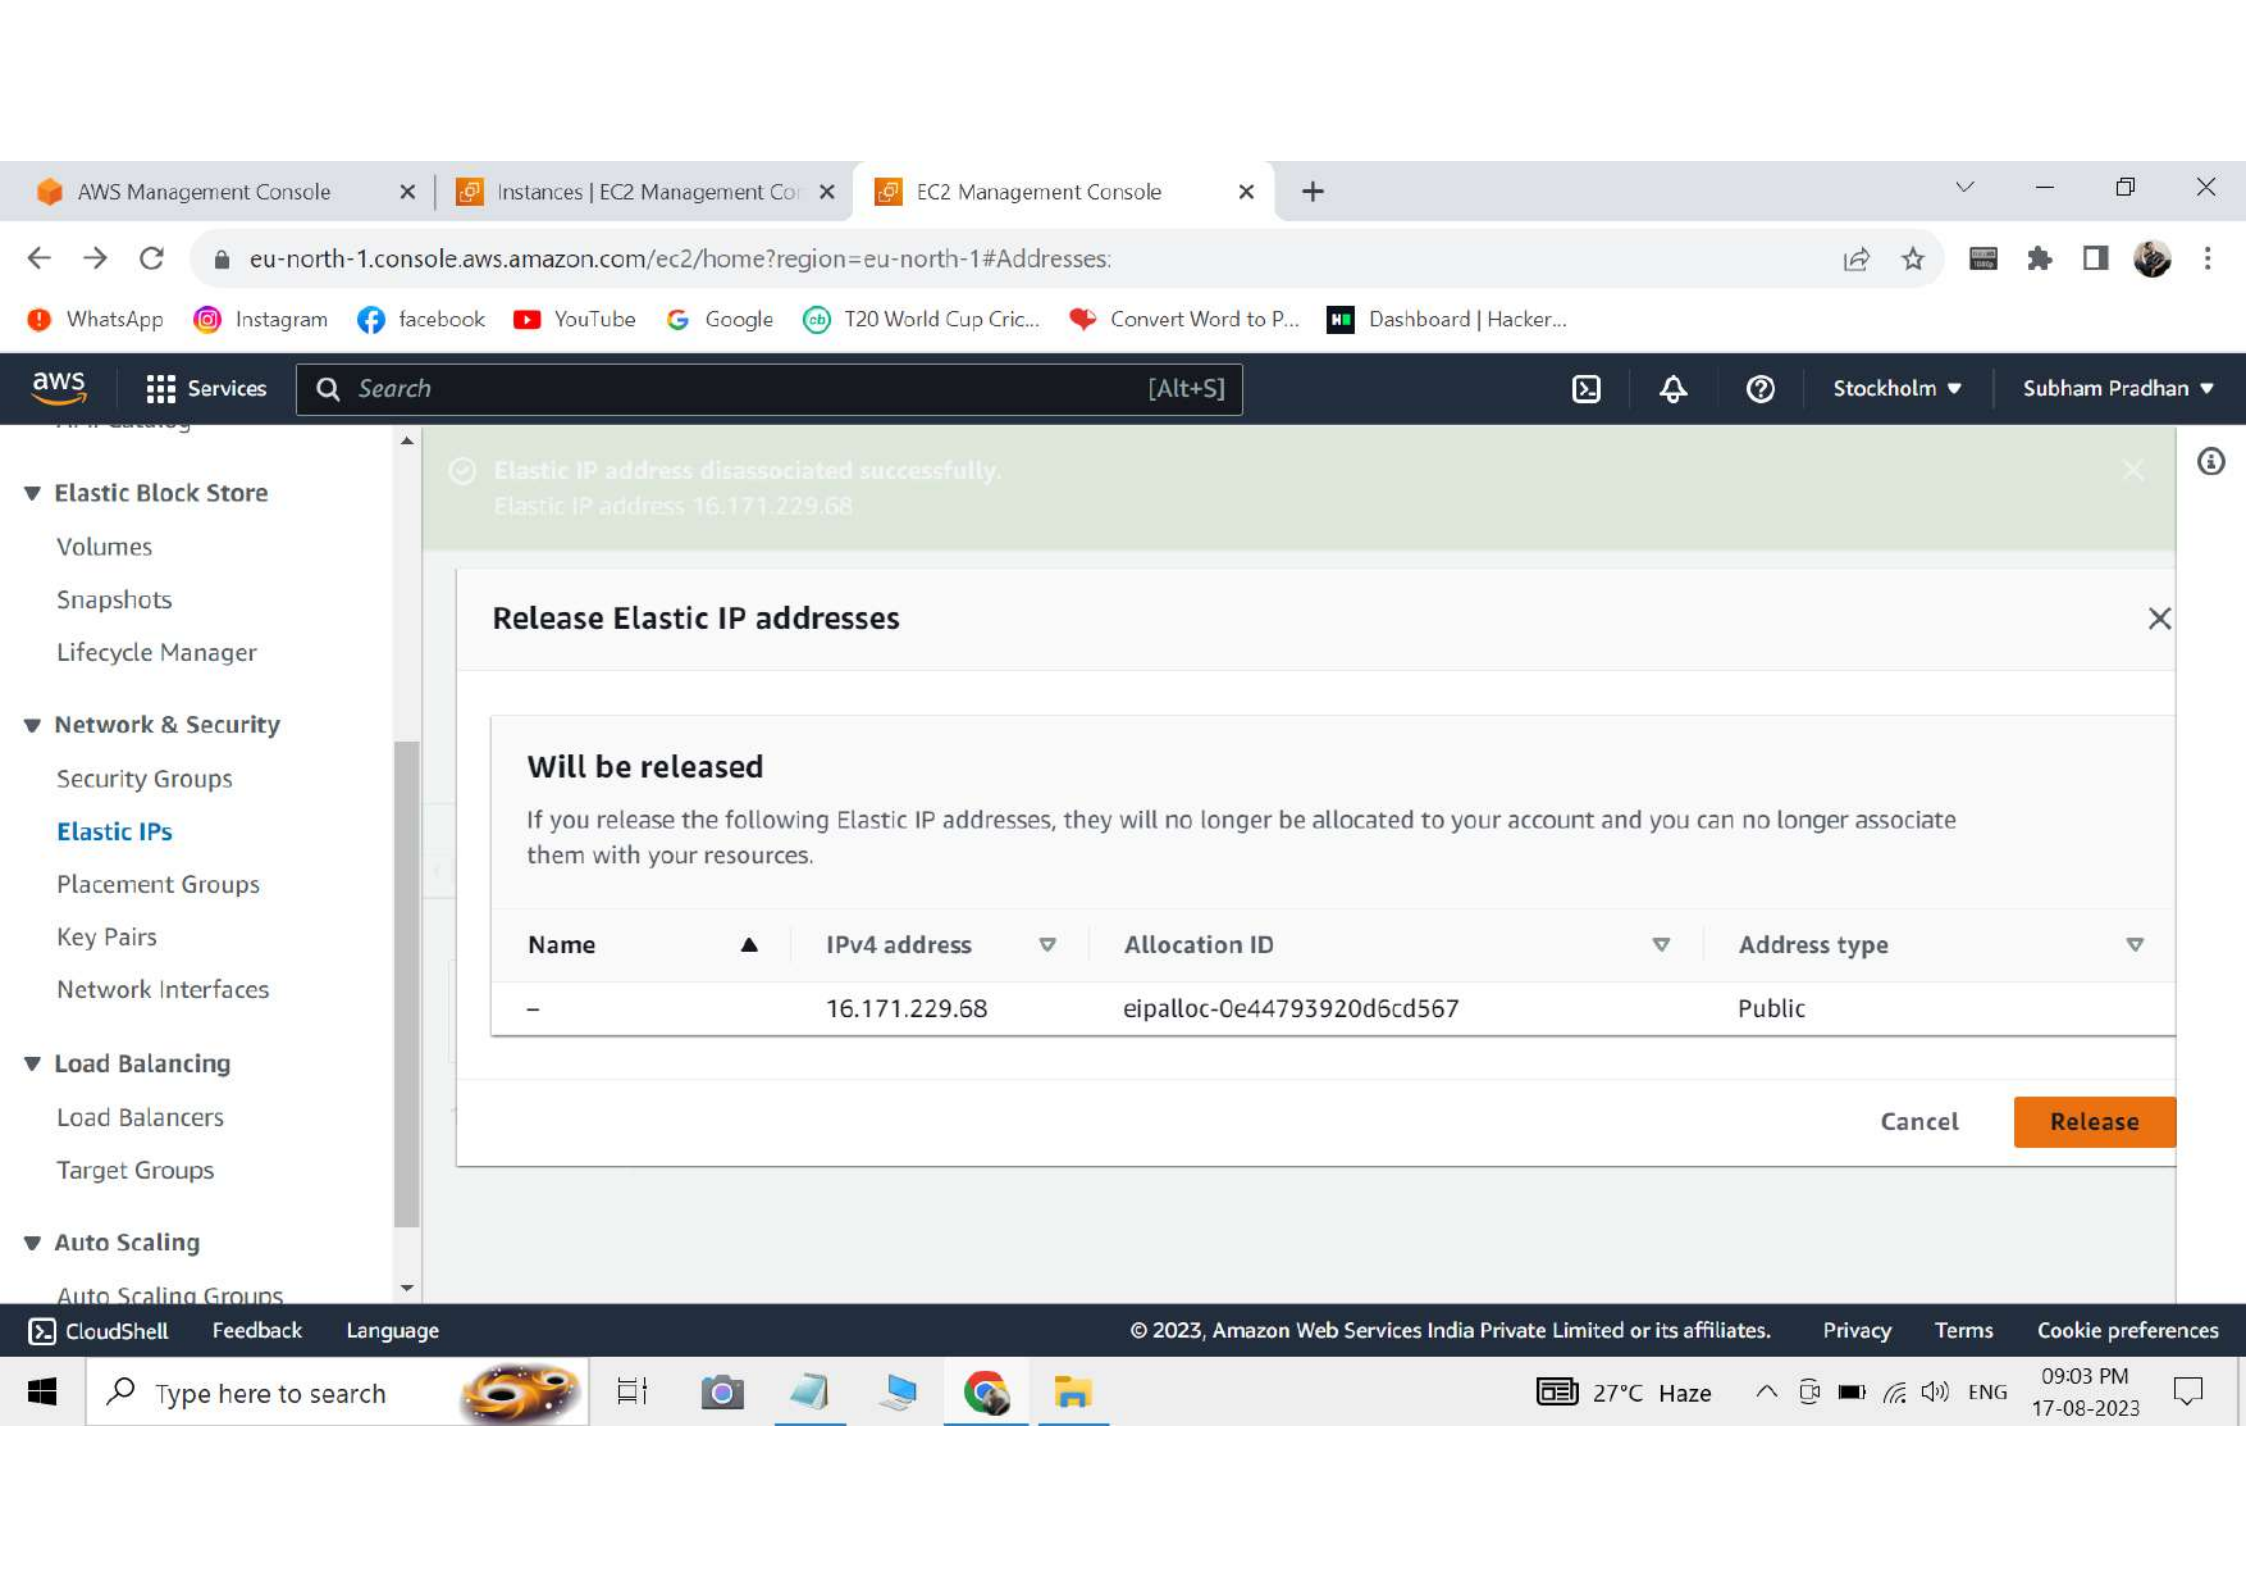 AWS Management Console
Instances | EC2 Management Con
EC2 Management Console
eu-north-1.console.aws.amazon.com/ec2/home?region=eu-north-1#Addresses:
WhatsApp Instagram facebook YouTube Google T20 World Cup Cric... Convert Word to P... Dashboard | Hacker...
aws Services Search [Alt+S] Stockholm Subham Pradhan
Elastic Block Store
Volumes
Snapshots
Lifecycle Manager
Network & Security
Security Groups
Elastic IPs
Placement Groups
Key Pairs
Network Interfaces
Load Balancing
Load Balancers
Target Groups
Auto Scaling
Auto Scaling Groups
Elastic IP address disassociated successfully.
Elastic IP address 16.171.229.68
Release Elastic IP addresses
Will be released
If you release the following Elastic IP addresses, they will no longer be allocated to your account and you can no longer associate
them with your resources.
Name IPv4 address Allocation ID Address type
– 16.171.229.68 eipalloc-0e44793920d6cd567 Public
Cancel Release
CloudShell Feedback Language © 2023, Amazon Web Services India Private Limited or its affiliates. Privacy Terms Cookie preferences
Type here to search 27°C Haze ENG 09:03 PM
17-08-2023